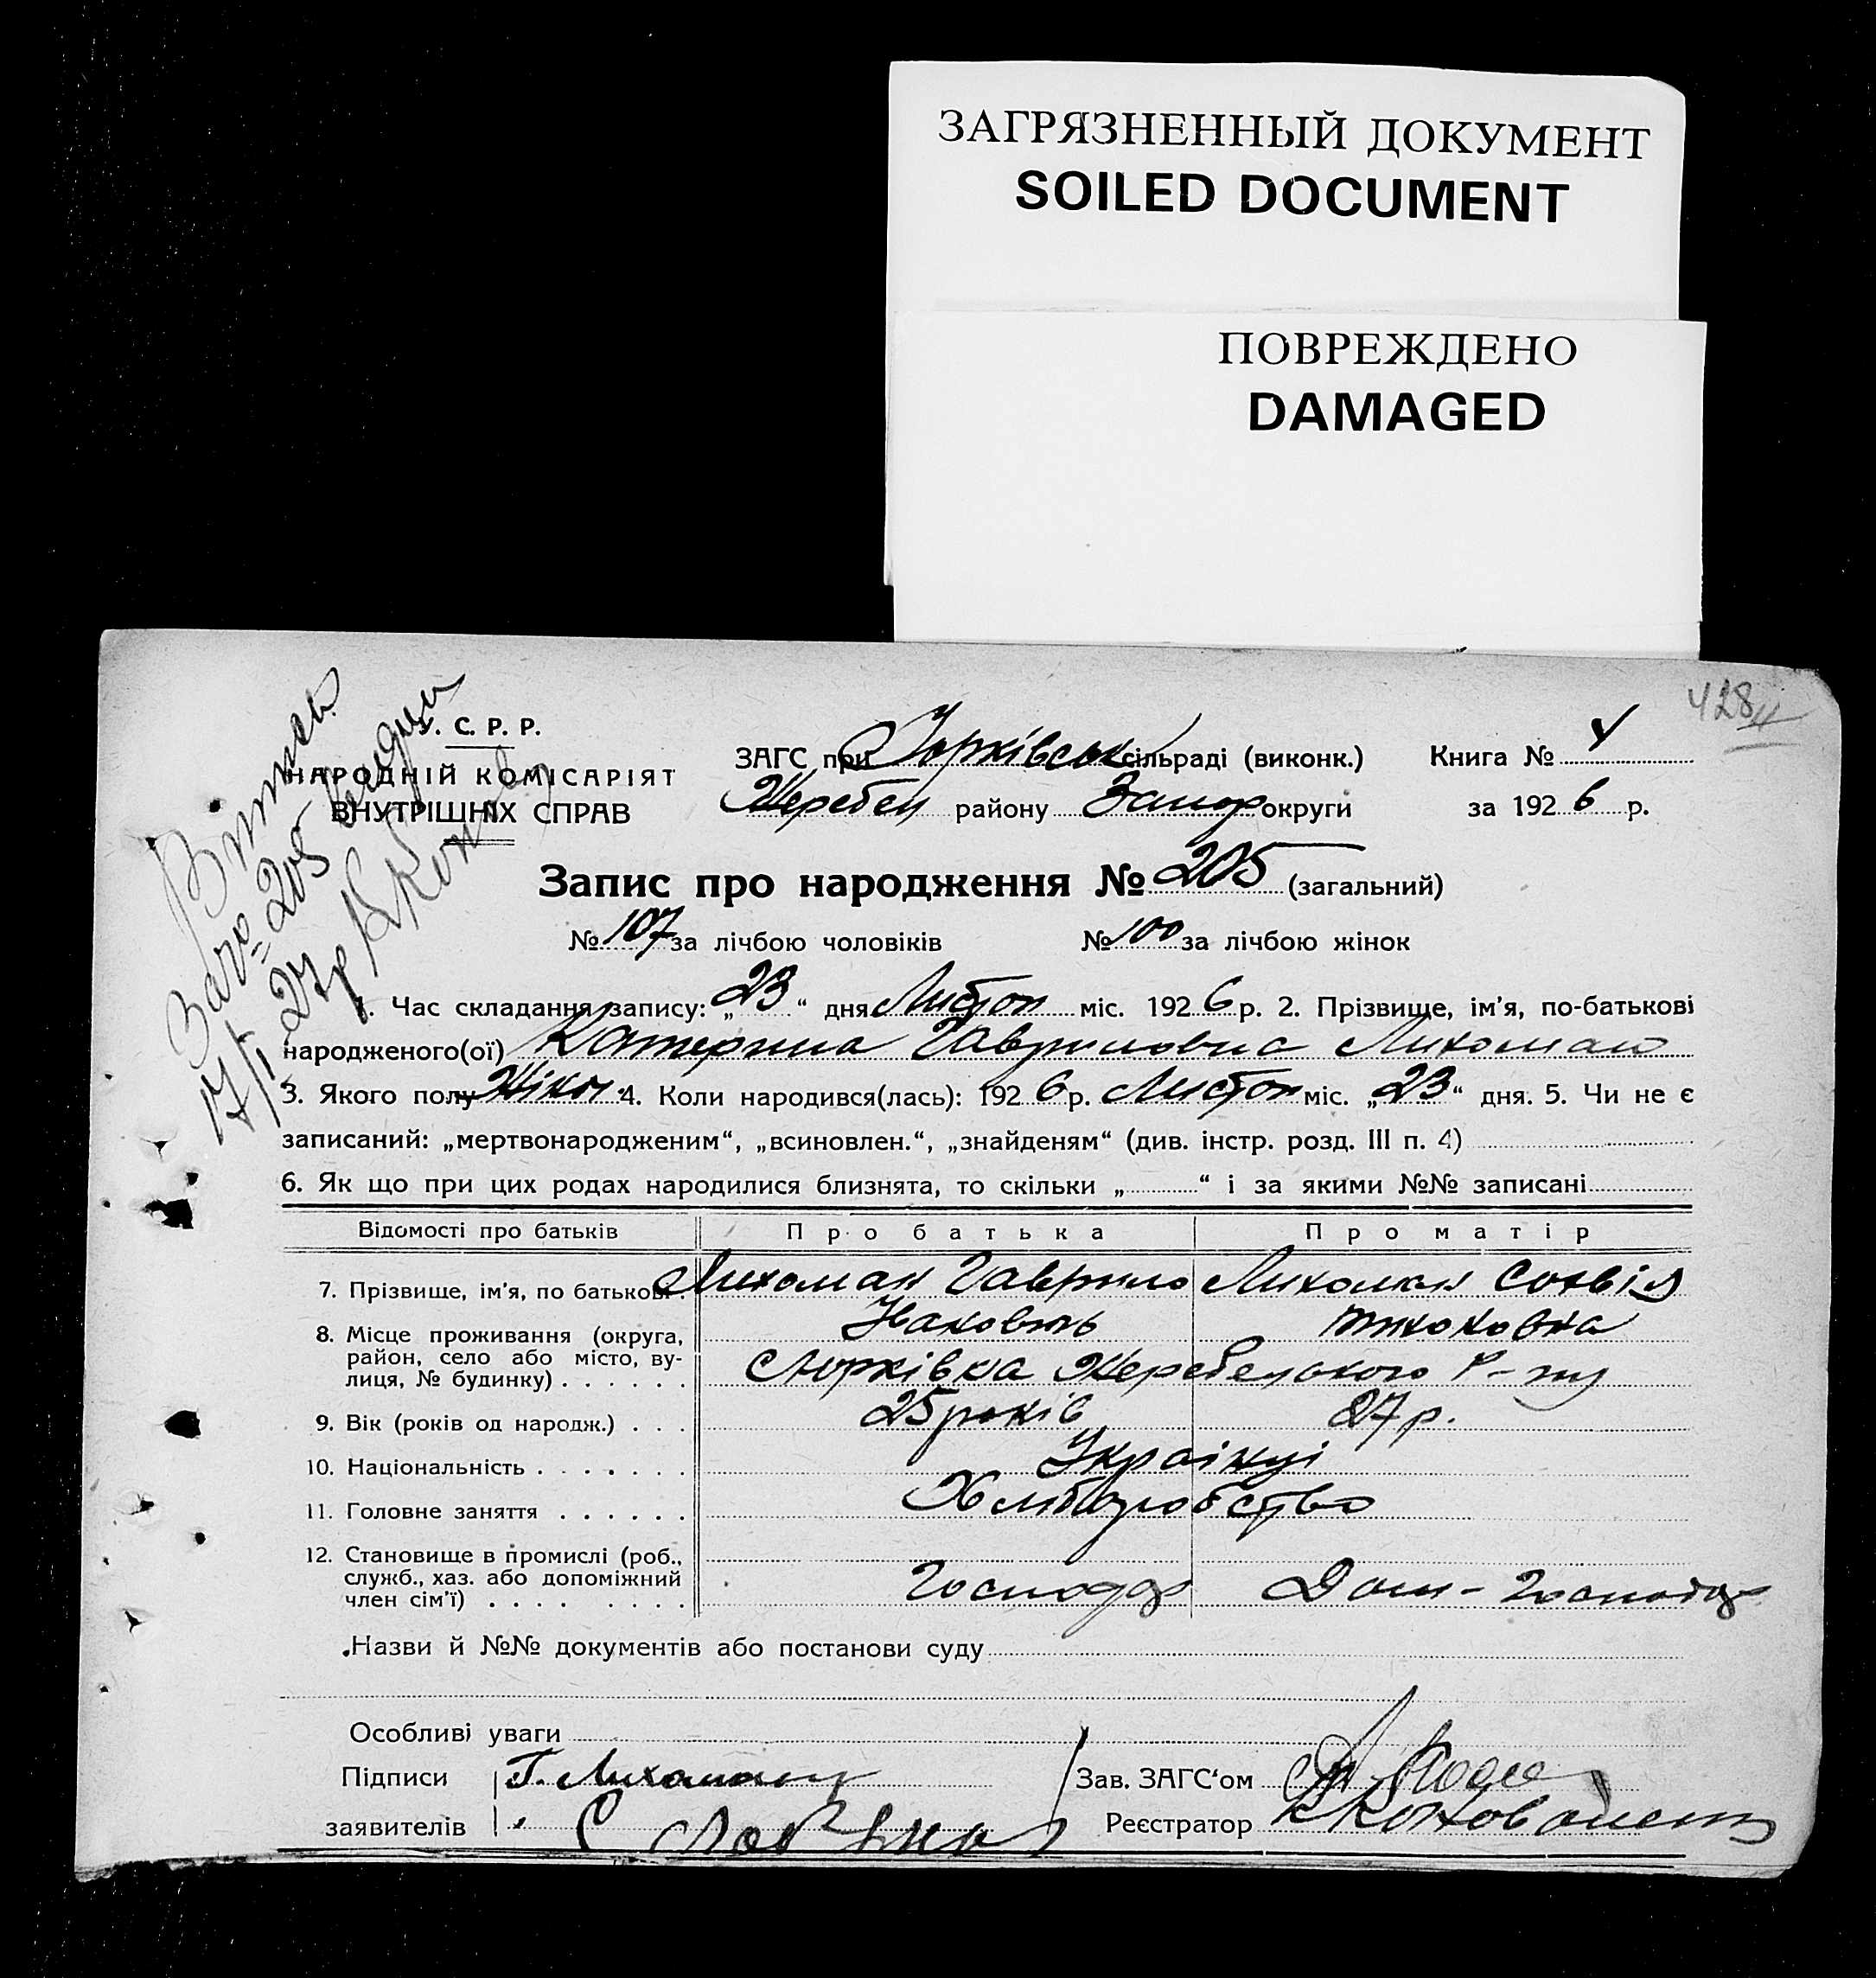 ЗАГРЯЗНЕННЫЙ ДОКУМЕНТ
SOILED DOCUMENT
ПОВРЕЖДЕНО
DAMAGED
428
У. С. Р. Р.
НАРОДНІЙ КОМІСАРІЯТ
ВНУТРІШНІХ СПРАВ
ЗАГС при Юрківськ сільраді (виконк.) Книга № 4
Жеребец району Запор округи за 1926 р.
Запис про народження № 205 (загальний)
№ 107 за лічбою чоловіків № 100 за лічбою жінок
1. Час складання запису: „23“ дня Листоп міс. 1926 р. 2. Прізвище, ім'я, по-батькові
народженого(ої) Катерина Гавриловна Лихоман
3. Якого полу Жіноч. 4. Коли народився(лась): 1926 р. Листоп міс. „23“ дня. 5. Чи не є
записаний: „мертвонародженим“, „всиновлен.“, „знайденям“ (див. інстр. розд. III п. 4)
6. Як що при цих родах народилися близнята, то скільки „ “ і за якими №№ записані
Відомості про батьків Про батька Про матір
7. Прізвище, ім'я, по батькові. Лихоман Гаврило Лихоман
8. Місце проживання (округа,
район, село або місто, ву-
лиця, № будинку) . . . . . . с Юрківка Жеребецького Р-ну
9. Вік (років од народж.) . . . 25 років 27 р.
10. Національність . . . . . . . Украінці
11. Головне заняття . . . . . . Хліборобство
12. Становище в промислі (роб.,
служб., хаз. або допоміжний
член сім'ї) . . . . . . . . Господар Дом-господар
Назви й №№ документів або постанови суду
Особливі уваги
Підписи Г. Лихоман Зав. ЗАГС'ом
заявителів Реєстратор